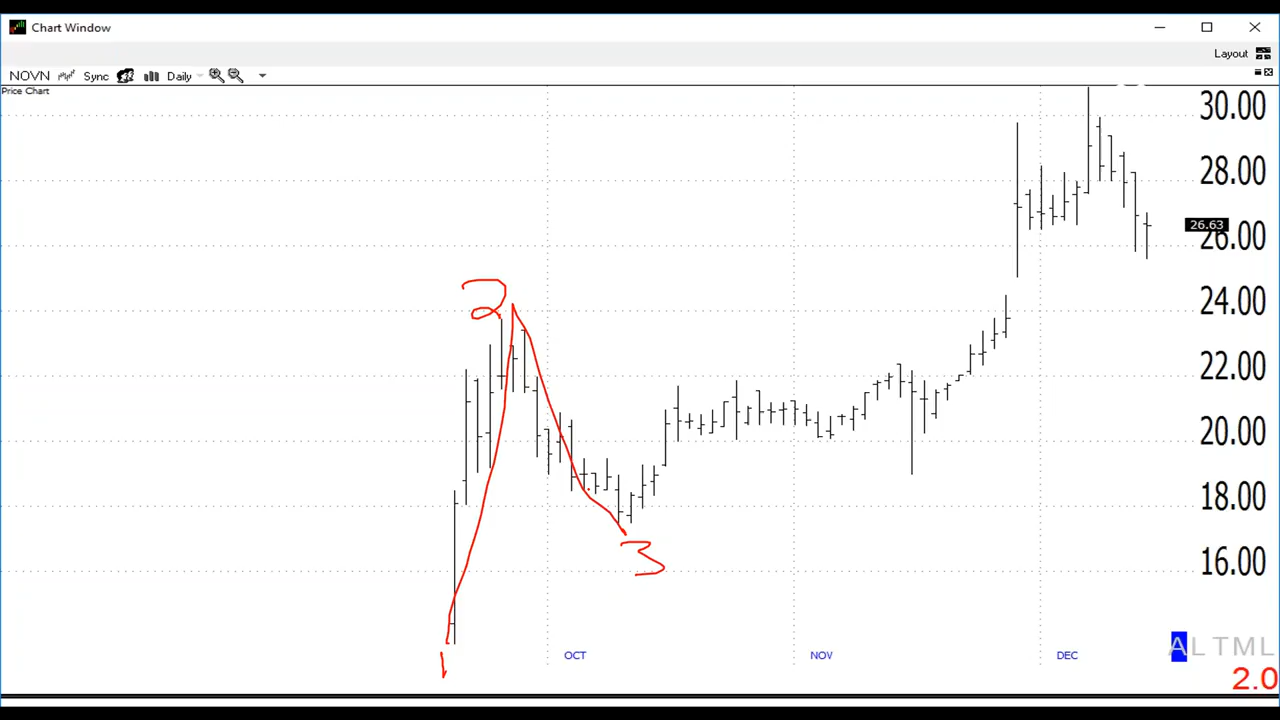 Chart Window
Layout
NOVN Sync Daily
Price Chart
30.00
28.00
26.63
26.00
24.00
2
22.00
20.00
18.00
3
16.00
OCT NOV DEC
1
ALTML
2.0